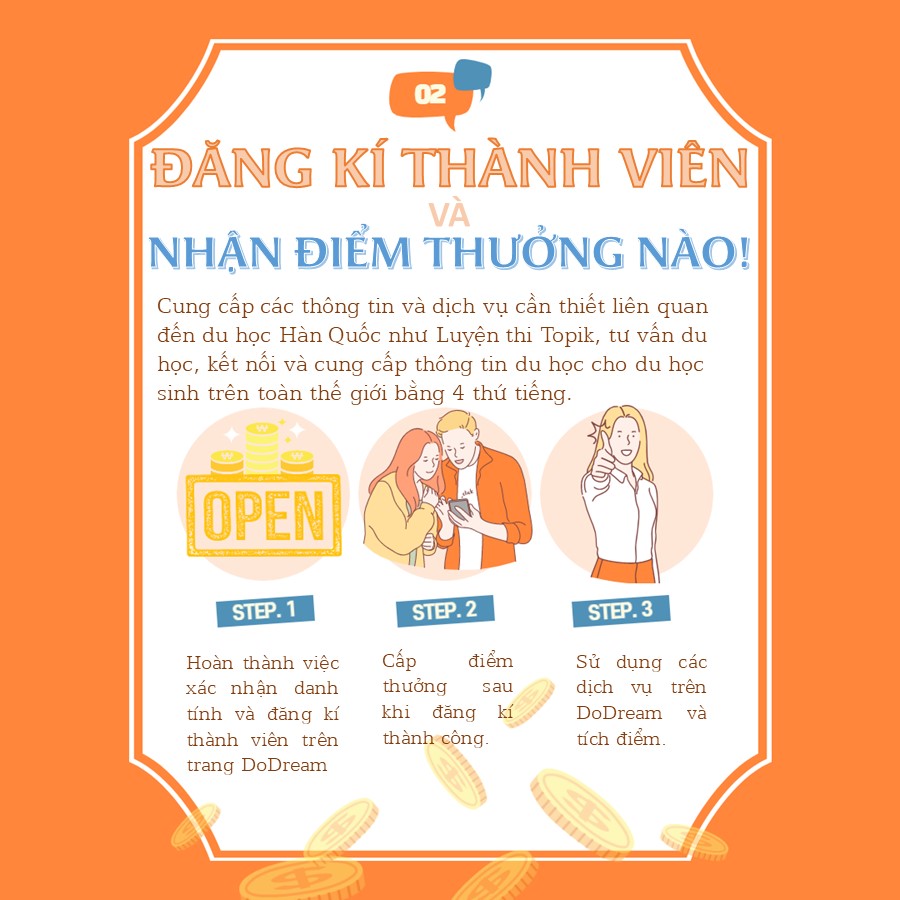 02
ĐĂNG KÍ THÀNH VIÊN
VÀ
NHẬN ĐIỂM THƯỞNG NÀO!
Cung cấp các thông tin và dịch vụ cần thiết liên quan
đến du học Hàn Quốc như Luyện thi Topik, tư vấn du
học, kết nối và cung cấp thông tin du học cho du học
sinh trên toàn thế giới bằng 4 thứ tiếng.
OPEN
STEP. 1
Hoàn thành việc
xác nhận danh
tính và đăng kí
thành viên trên
trang DoDream
STEP. 2
Cấp điểm
thưởng sau
khi đăng kí
thành công.
STEP. 3
Sử dụng các
dịch vụ trên
DoDream và
tích điểm.